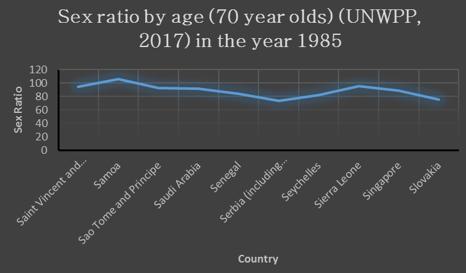 Sex ratio by age (70 year olds) (UNWPP,
2017) in the year 1985
120
100
80
60
40
20
0
Sex Ratio
Saint Vincent and...
Samoa
Sao Tome and Principe
Saudi Arabia
Senegal
Serbia (including...
Seychelles
Sierra Leone
Singapore
Slovakia
Country